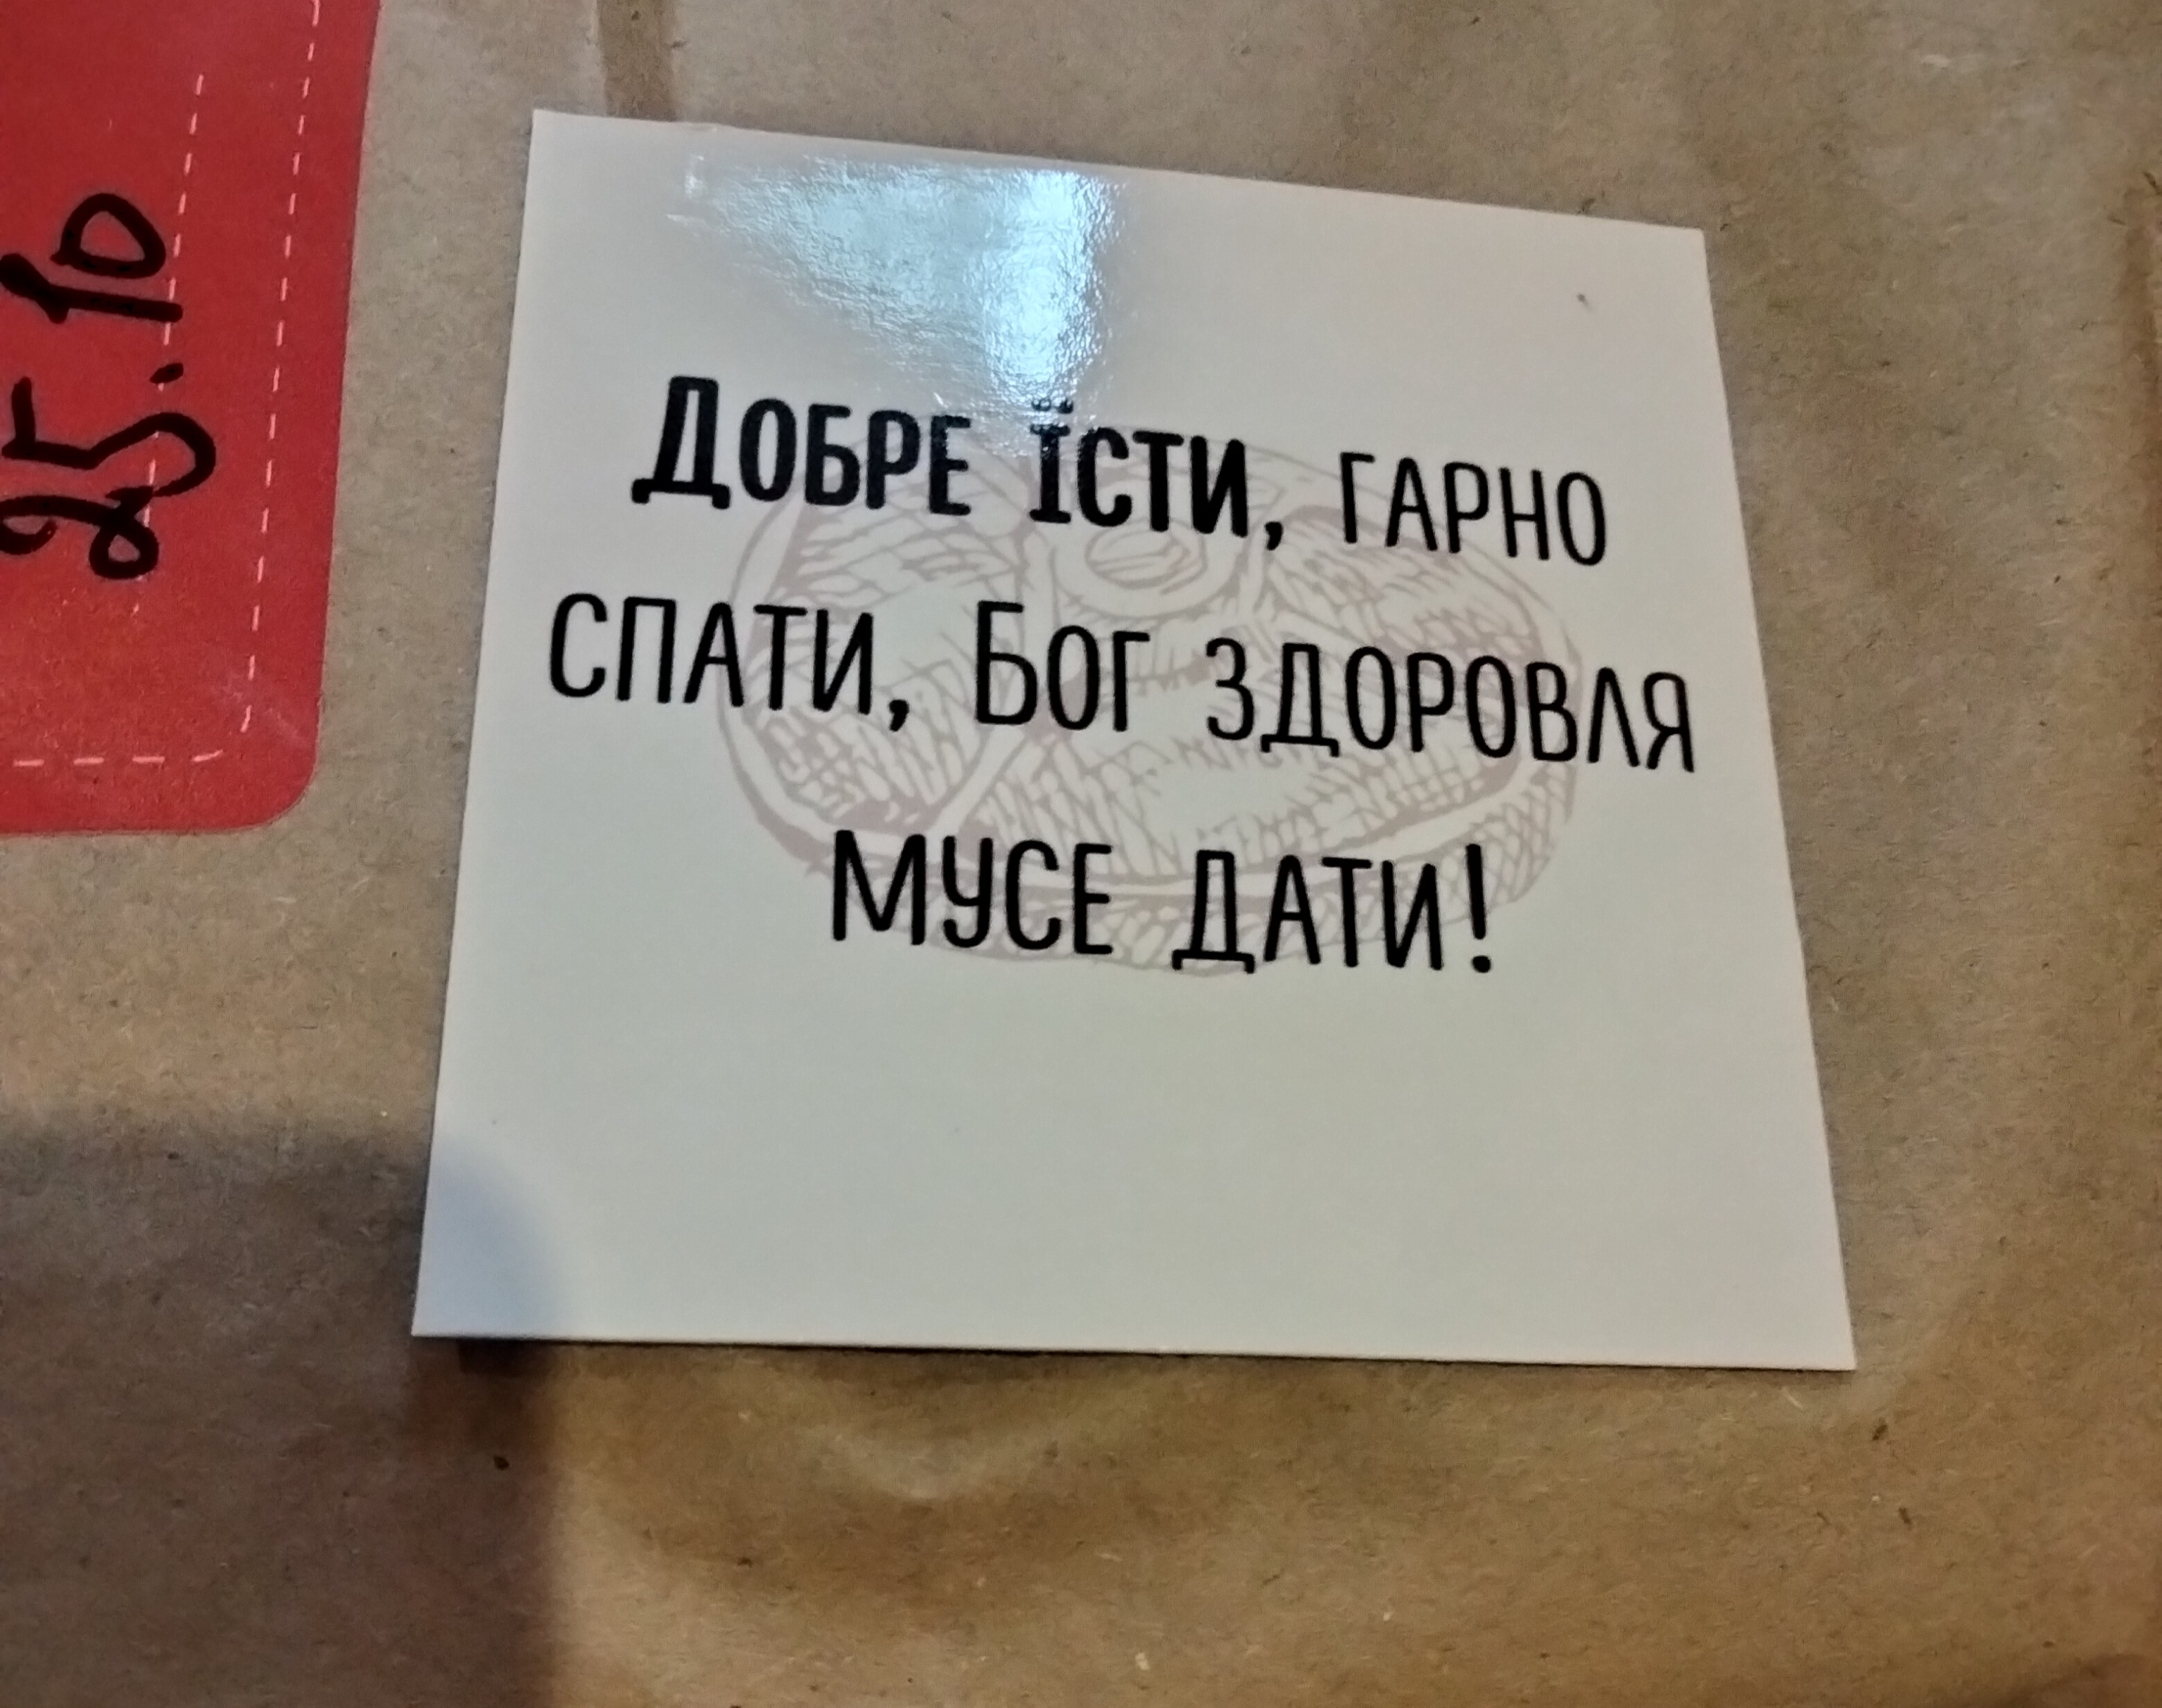 25.10
Добре їсти, гарно
спати, Бог здоровля
мусе дати!